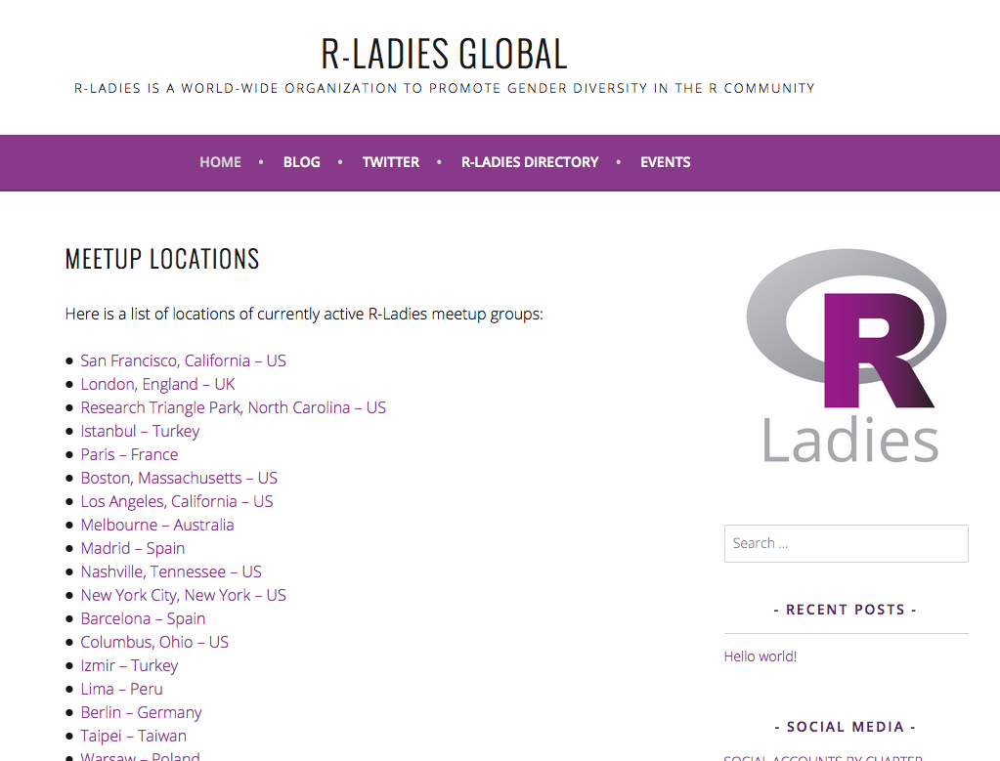 R-LADIES GLOBAL
R-LADIES IS A WORLD-WIDE ORGANIZATION TO PROMOTE GENDER DIVERSITY IN THE R COMMUNITY
HOME • BLOG • TWITTER • R-LADIES DIRECTORY • EVENTS
MEETUP LOCATIONS
Here is a list of locations of currently active R-Ladies meetup groups:
• San Francisco, California – US
• London, England – UK
• Research Triangle Park, North Carolina – US
• Istanbul – Turkey
• Paris – France
• Boston, Massachusetts – US
• Los Angeles, California – US
• Melbourne – Australia
• Madrid – Spain
• Nashville, Tennessee – US
• New York City, New York – US
• Barcelona – Spain
• Columbus, Ohio – US
• Izmir – Turkey
• Lima – Peru
• Berlin – Germany
• Taipei – Taiwan
• Warsaw – Poland
R
Ladies
Search ...
- RECENT POSTS -
Hello world!
- SOCIAL MEDIA -
SOCIAL ACCOUNTS BY CHAPTER